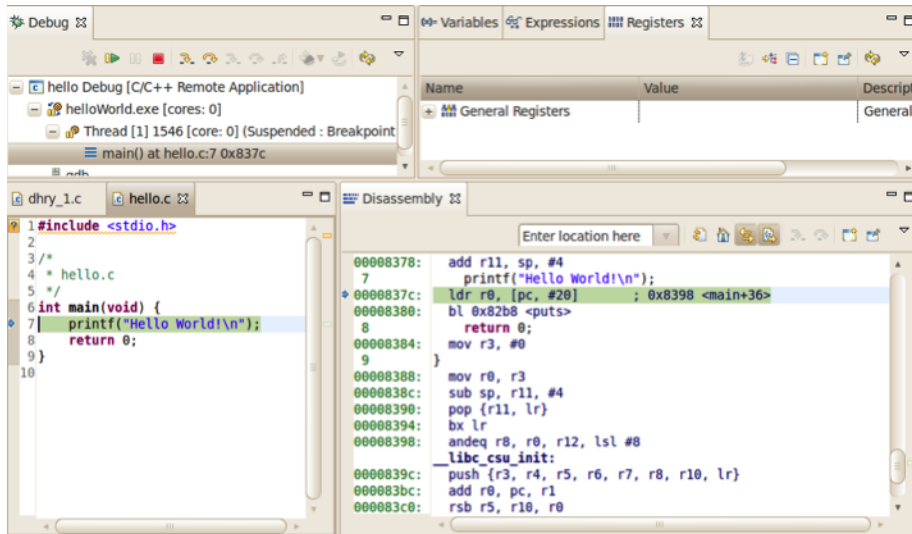 Debug
hello Debug [C/C++ Remote Application]
helloWorld.exe [cores: 0]
Thread [1] 1546 [core: 0] (Suspended : Breakpoint
main() at hello.c:7 0x837c
gdb
Variables Expressions Registers
Name Value Descript
General Registers General
dhry_1.c hello.c
1 #include <stdio.h>
2
3 /*
4 * hello.c
5 */
6 int main(void) {
7 printf("Hello World!\n");
8 return 0;
9 }
10
Disassembly
Enter location here
00008378: add r11, sp, #4
7 printf("Hello World!\n");
0000837c: ldr r0, [pc, #20] ; 0x8398 <main+36>
00008380: bl 0x82b8 <puts>
8 return 0;
00008384: mov r3, #0
9 }
00008388: mov r0, r3
0000838c: sub sp, r11, #4
00008390: pop {r11, lr}
00008394: bx lr
00008398: andeq r8, r0, r12, lsl #8
__libc_csu_init:
0000839c: push {r3, r4, r5, r6, r7, r8, r10, lr}
000083bc: add r0, pc, r1
000083c0: rsb r5, r10, r0